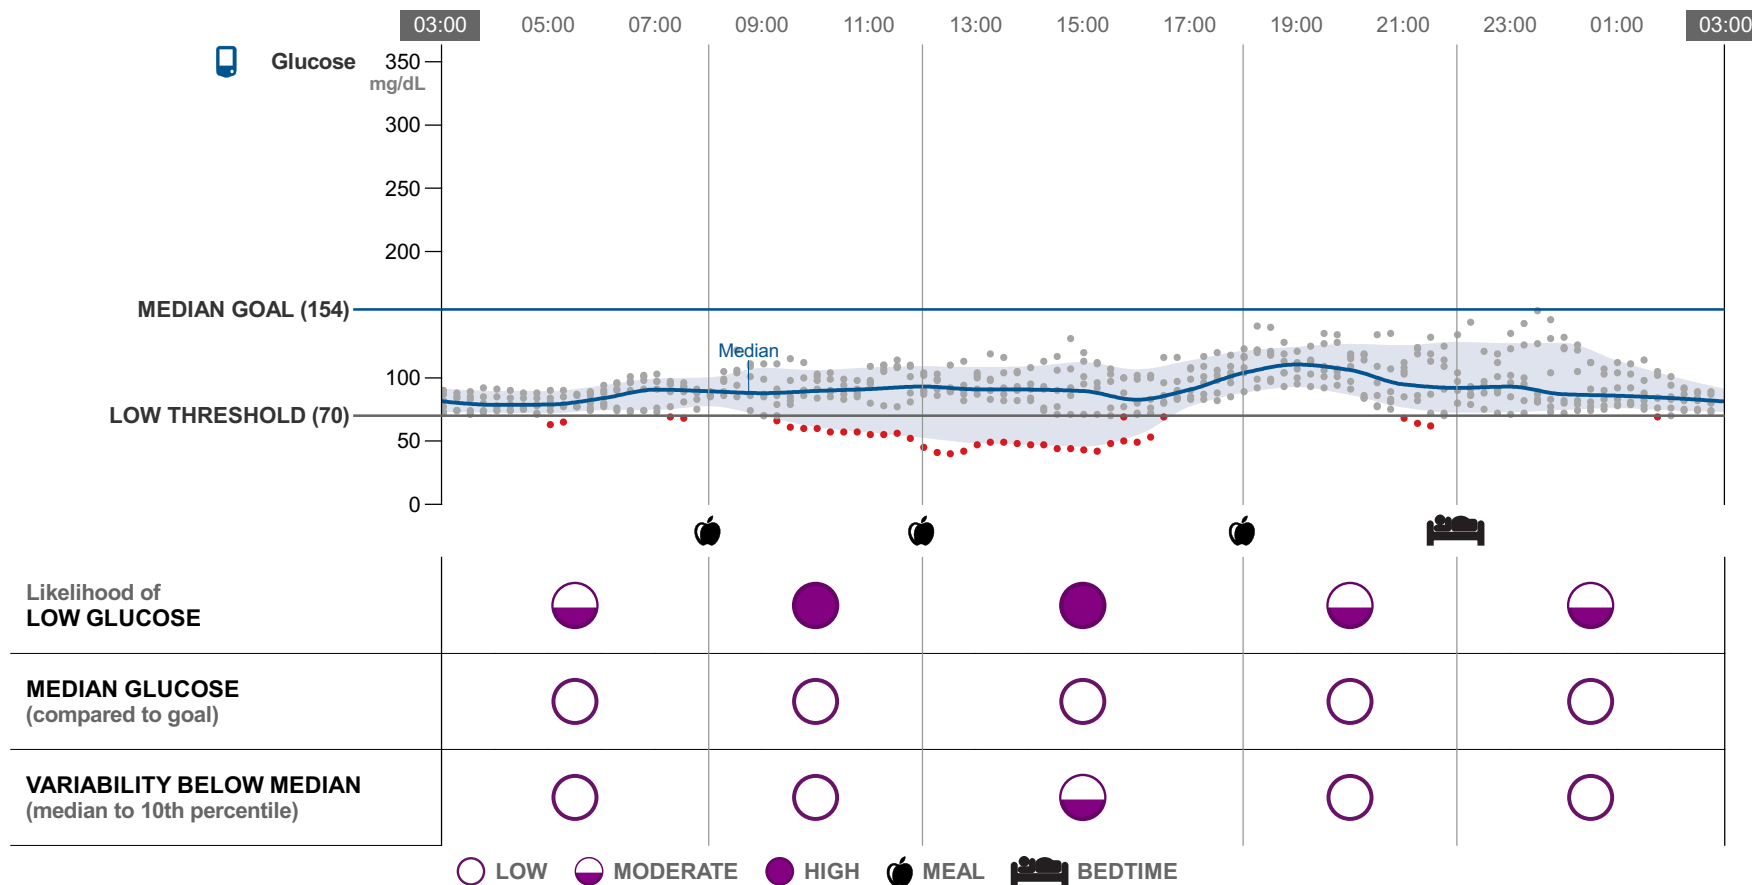 03:00 05:00 07:00 09:00 11:00 13:00 15:00 17:00 19:00 21:00 23:00 01:00 03:00
Glucose 350
mg/dL
300
250
200
MEDIAN GOAL (154)
Median
100
LOW THRESHOLD (70)
50
0
Likelihood of
LOW GLUCOSE
MEDIAN GLUCOSE
(compared to goal)
VARIABILITY BELOW MEDIAN
(median to 10th percentile)
LOW MODERATE HIGH MEAL BEDTIME